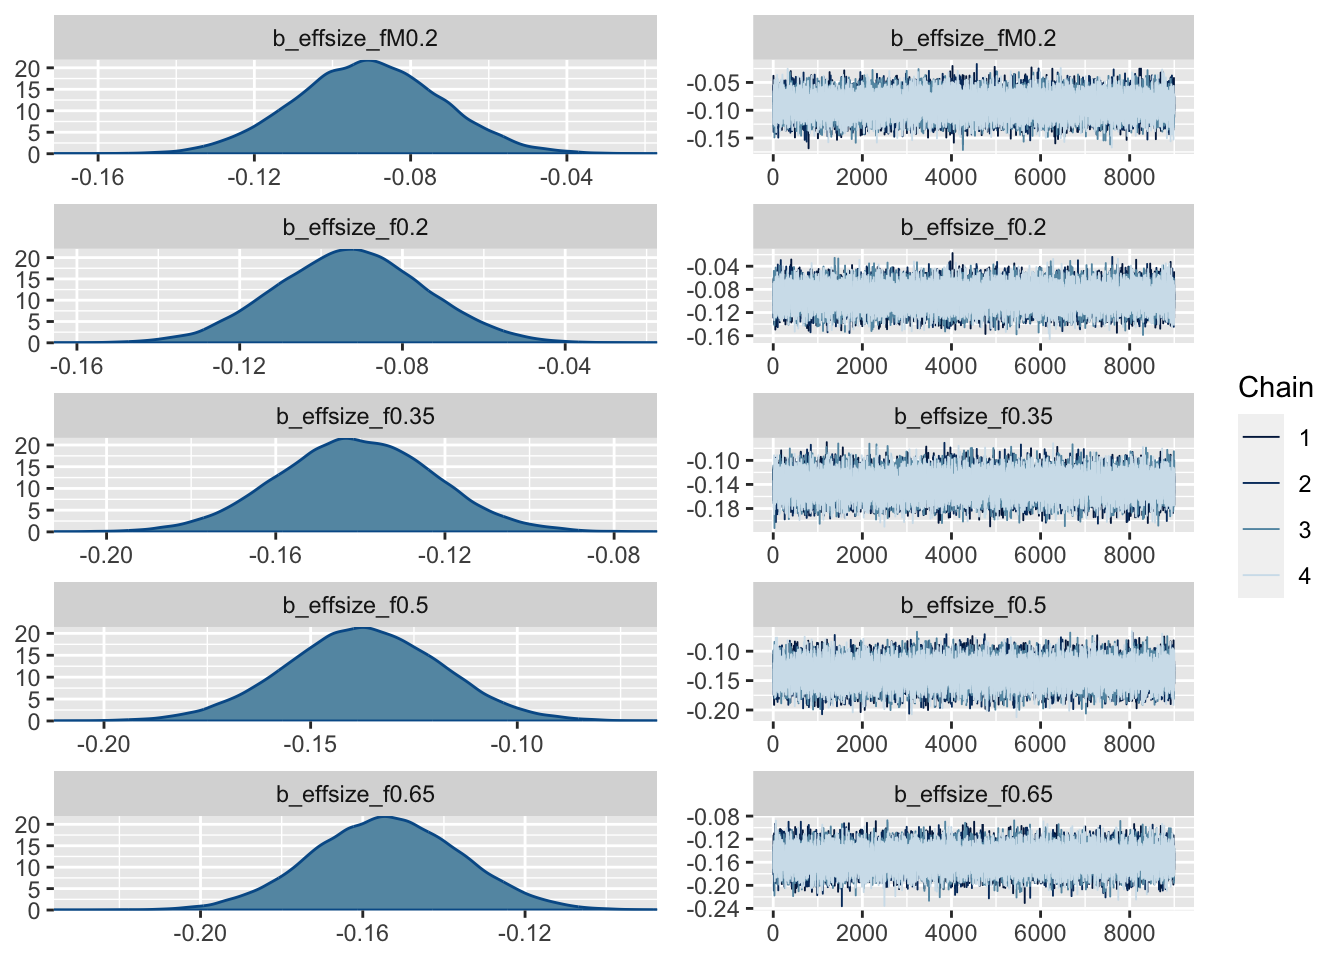 b_effsize_fM0.2
20
15
10
5
0
-0.16 -0.12 -0.08 -0.04
b_effsize_fM0.2
-0.05
-0.10
-0.15
0 2000 4000 6000 8000
b_effsize_f0.2
20
15
10
5
0
-0.16 -0.12 -0.08 -0.04
b_effsize_f0.2
-0.04
-0.08
-0.12
-0.16
0 2000 4000 6000 8000
b_effsize_f0.35
20
15
10
5
0
-0.20 -0.16 -0.12 -0.08
b_effsize_f0.35
-0.10
-0.14
-0.18
0 2000 4000 6000 8000
b_effsize_f0.5
20
15
10
5
0
-0.20 -0.15 -0.10
b_effsize_f0.5
-0.10
-0.15
-0.20
0 2000 4000 6000 8000
b_effsize_f0.65
20
15
10
5
0
-0.20 -0.16 -0.12
b_effsize_f0.65
-0.08
-0.12
-0.16
-0.20
-0.24
0 2000 4000 6000 8000
Chain
1
2
3
4